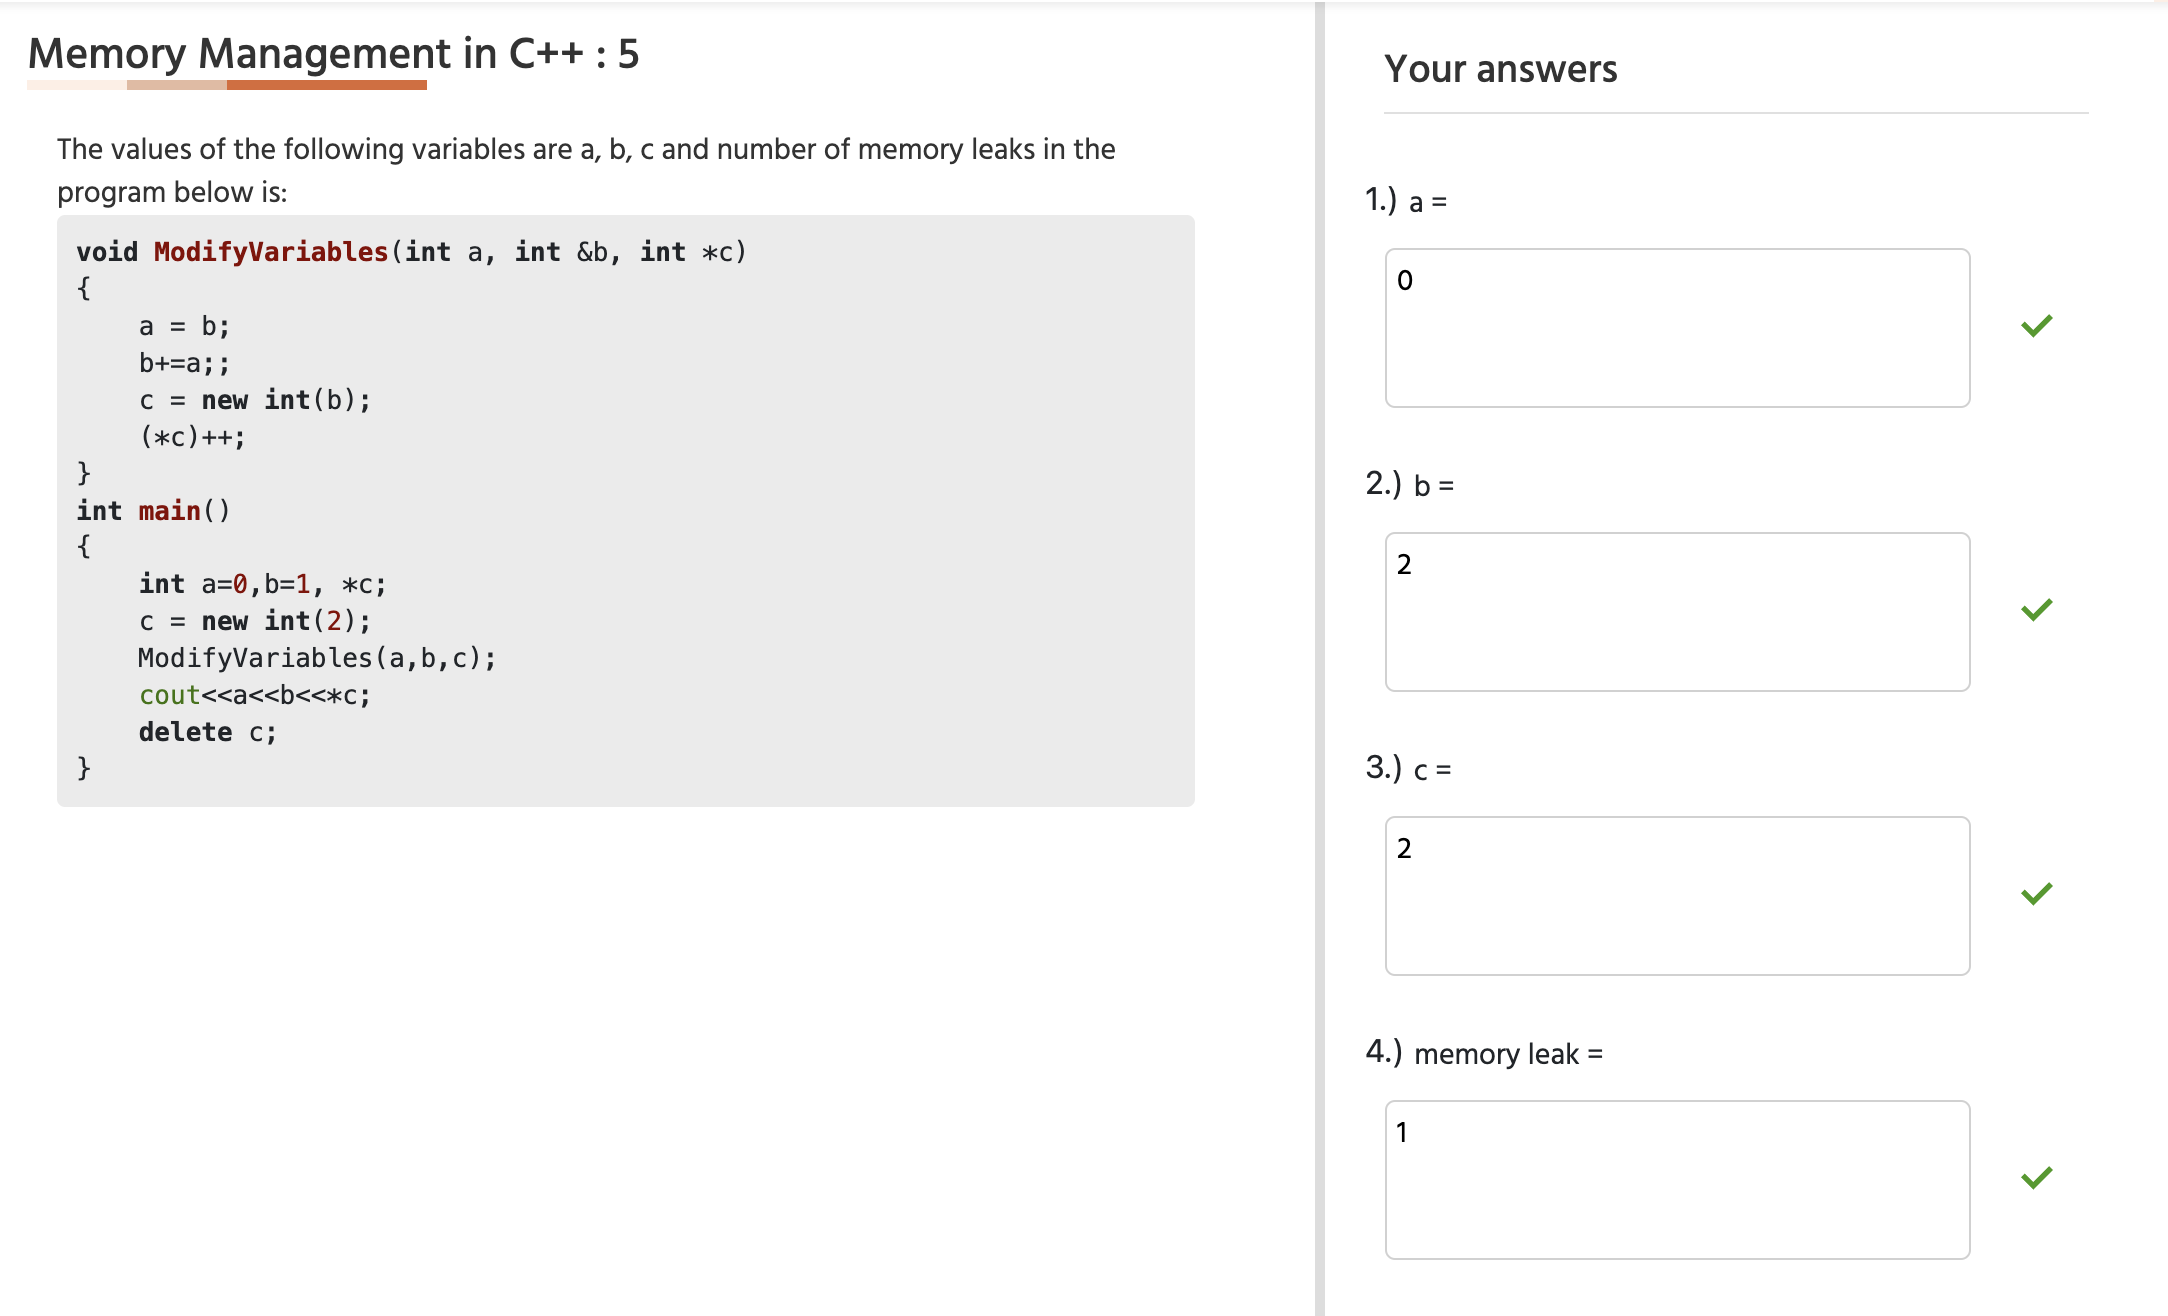 Memory Management in C++ : 5
The values of the following variables are a, b, c and number of memory leaks in the
program below is:
void ModifyVariables(int a, int &b, int *c)
{
    a = b;
    b+=a;;
    c = new int(b);
    (*c)++;
}
int main()
{
    int a=0,b=1, *c;
    c = new int(2);
    ModifyVariables(a,b,c);
    cout<<a<<b<<*c;
    delete c;
}
Your answers
1.) a =
0
2.) b =
2
3.) c =
2
4.) memory leak =
1